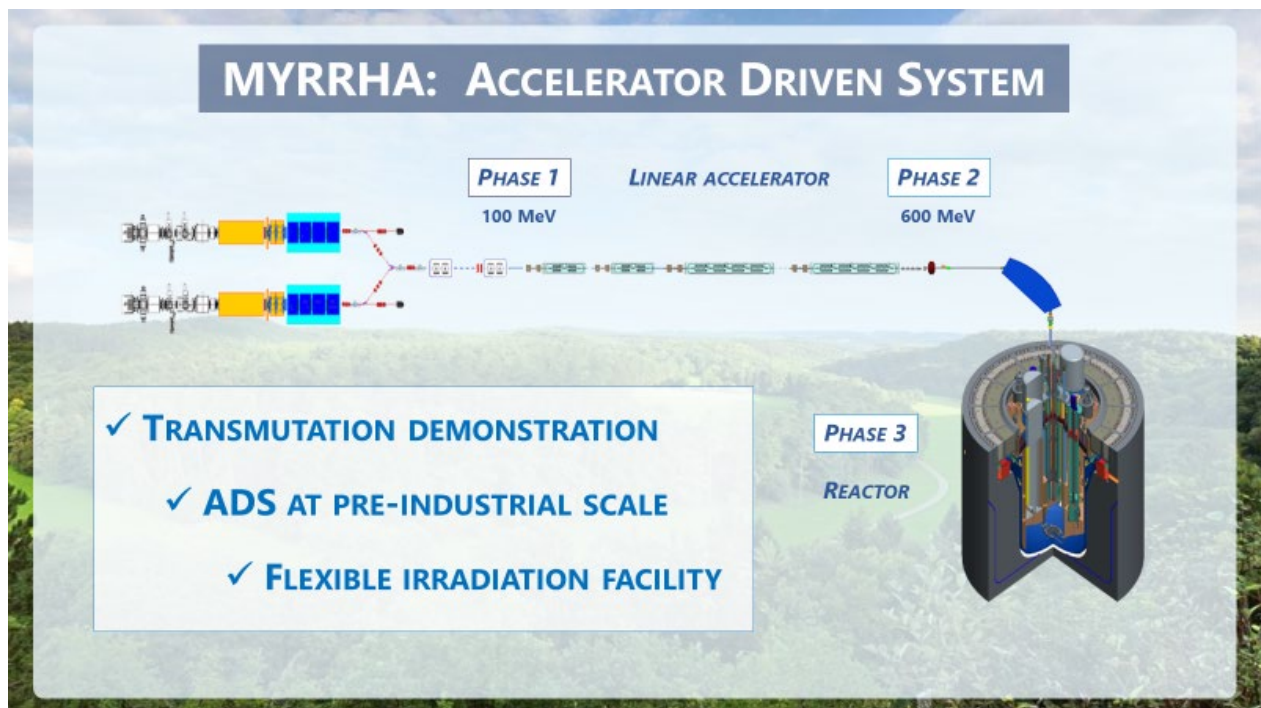 MYRRHA: ACCELERATOR DRIVEN SYSTEM
PHASE 1
LINEAR ACCELERATOR
PHASE 2
100 MeV
600 MeV
✓ TRANSMUTATION DEMONSTRATION
✓ ADS AT PRE-INDUSTRIAL SCALE
✓ FLEXIBLE IRRADIATION FACILITY
PHASE 3
REACTOR